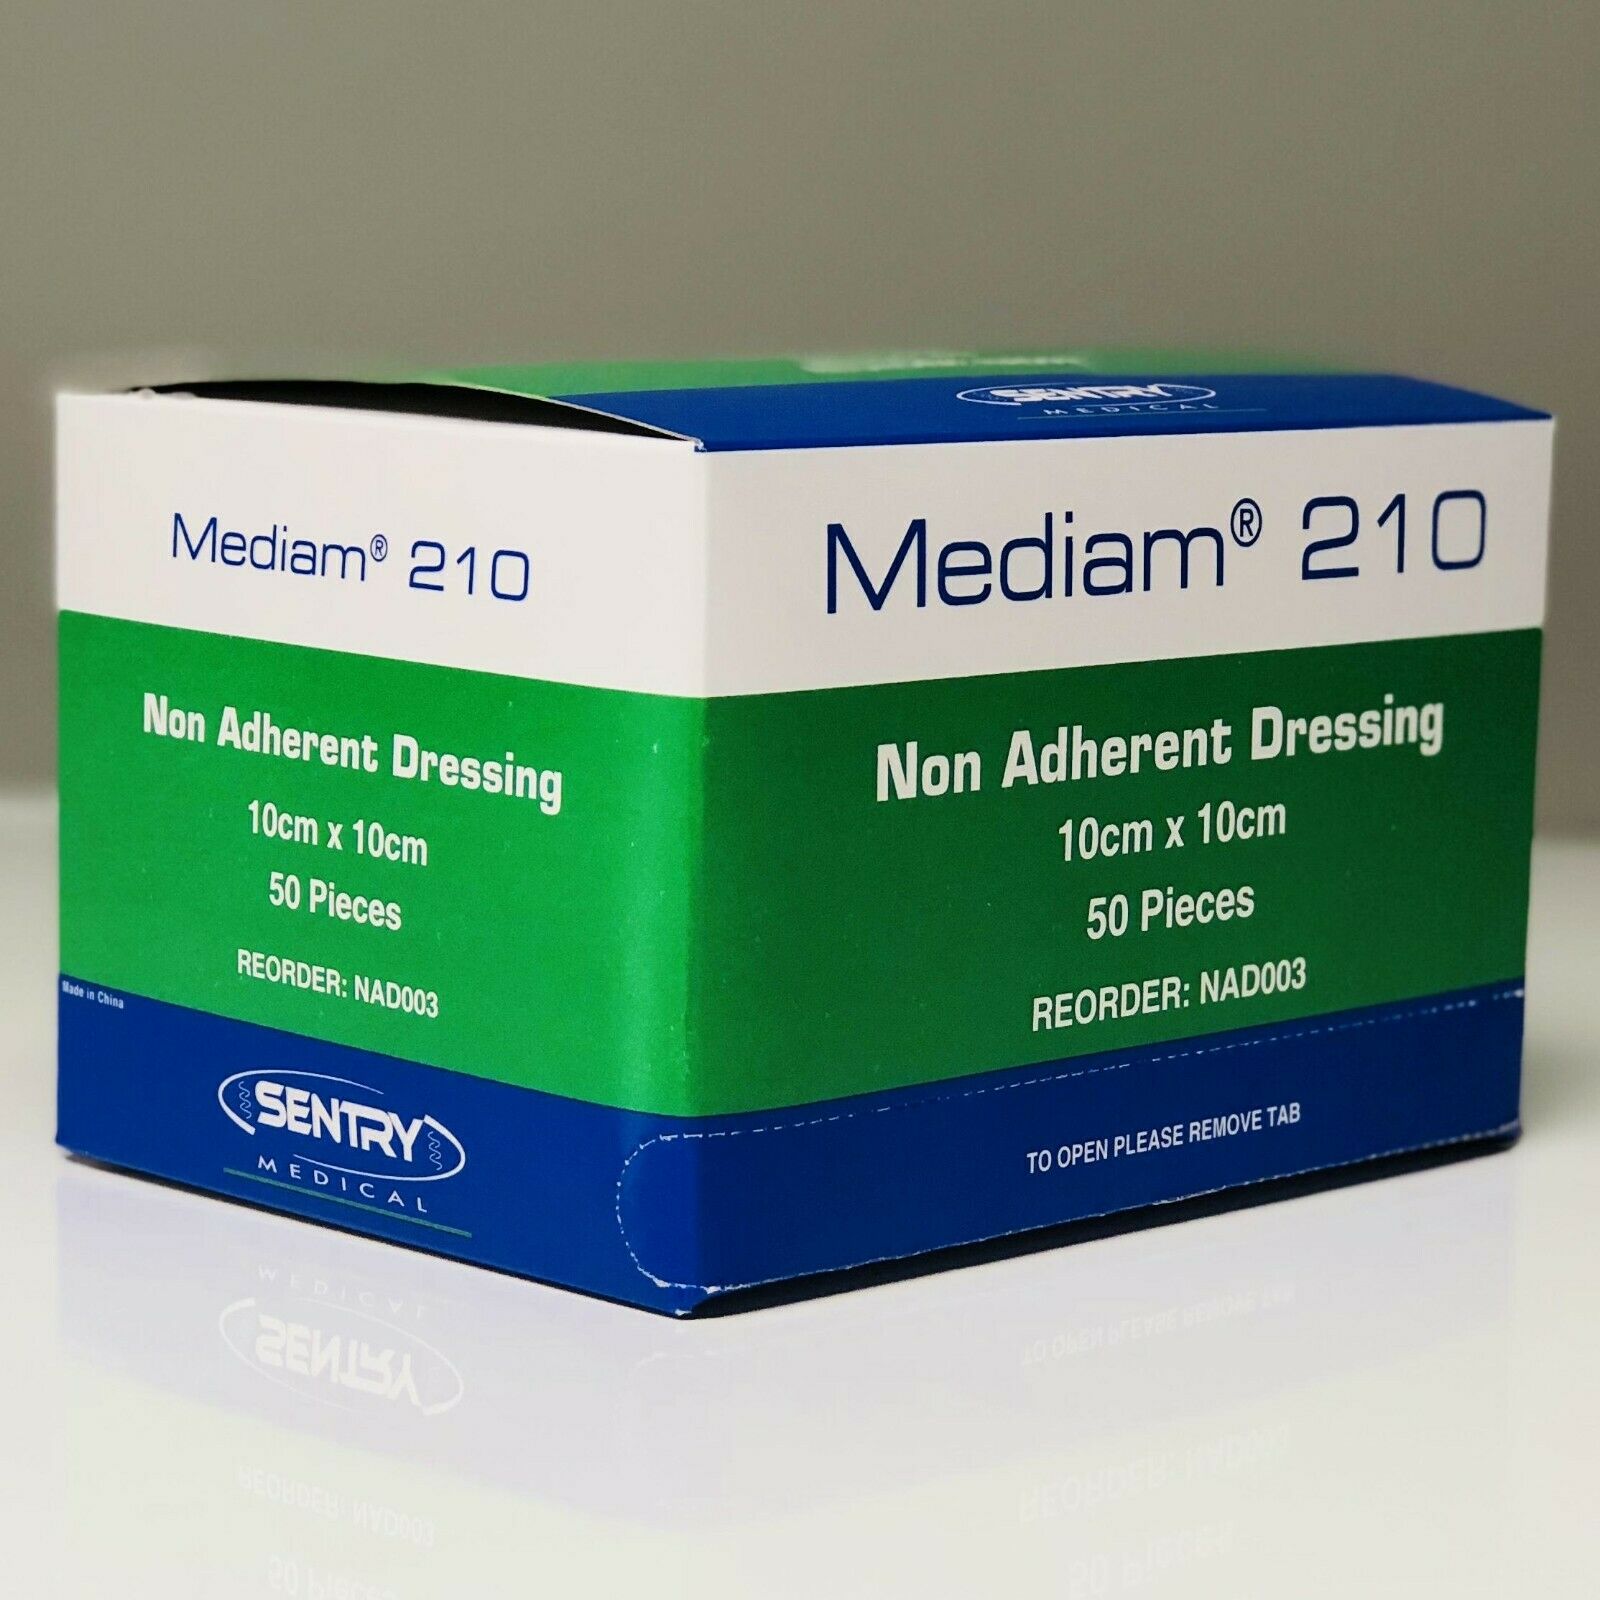 SENTRY
MEDICAL
Mediam® 210
Non Adherent Dressing
10cm x 10cm
50 Pieces
REORDER: NAD003
Made in China
SENTRY
MEDICAL
Mediam® 210
Non Adherent Dressing
10cm x 10cm
50 Pieces
REORDER: NAD003
TO OPEN PLEASE REMOVE TAB